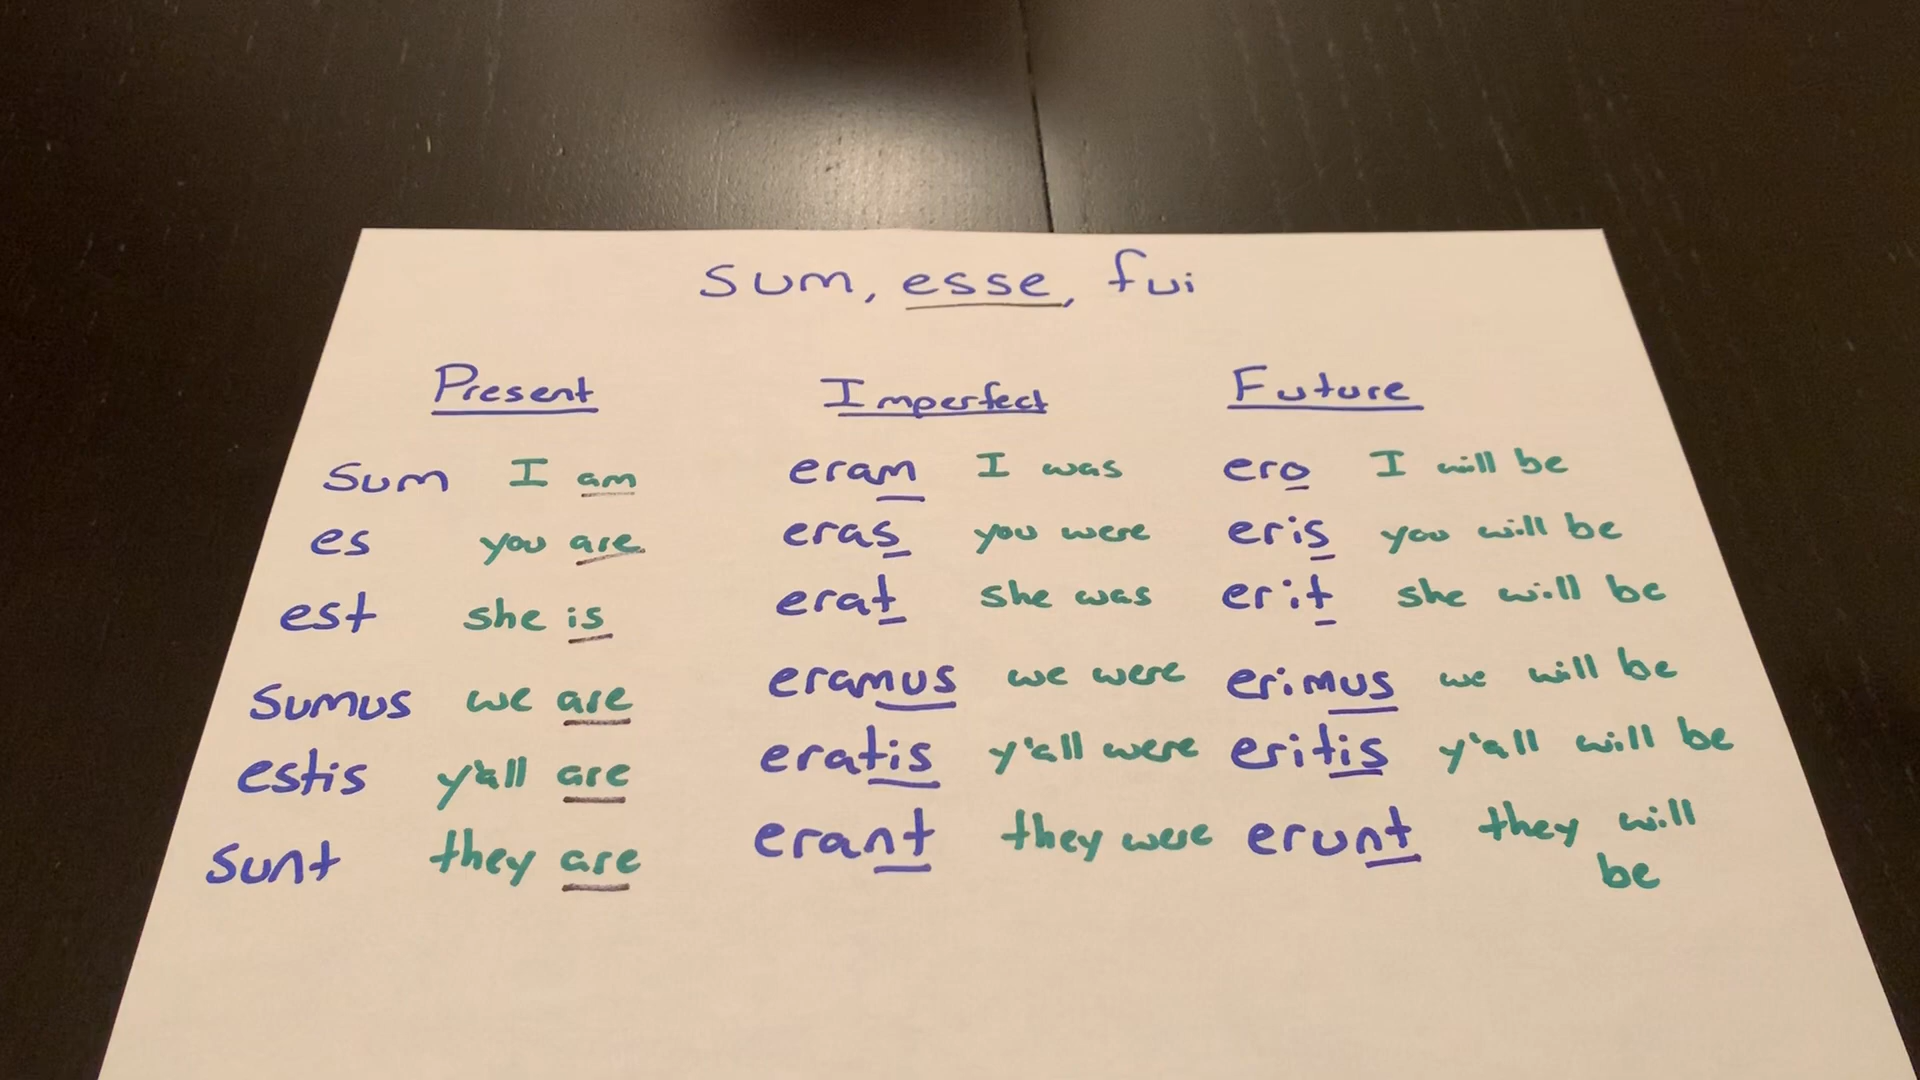 sum, esse, fui
Present Imperfect Future
sum I am eram I was ero I will be
es you are eras you were eris you will be
est she is erat she was erit she will be
sumus we are eramus we were erimus we will be
estis y'all are eratis y'all were eritis y'all will be
sunt they are erant they were erunt they will
be